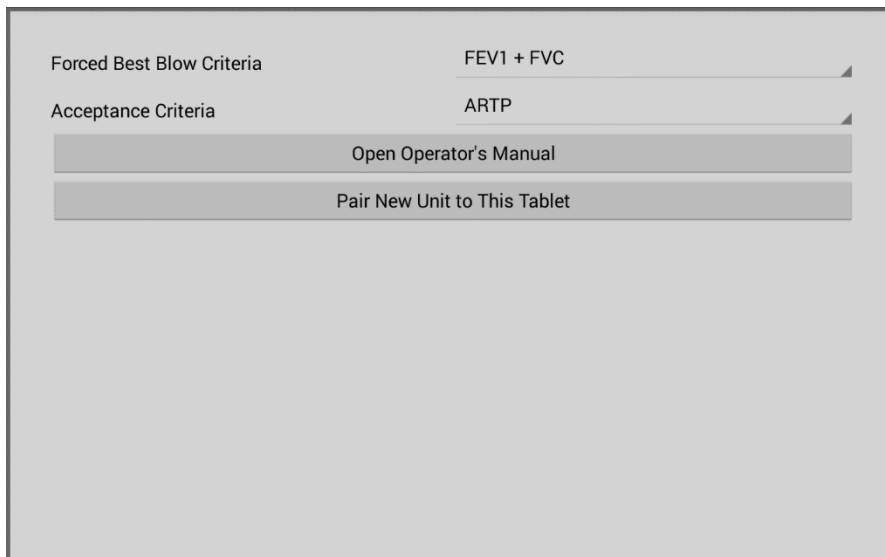 Forced Best Blow Criteria FEV1 + FVC
Acceptance Criteria ARTP
Open Operator's Manual
Pair New Unit to This Tablet